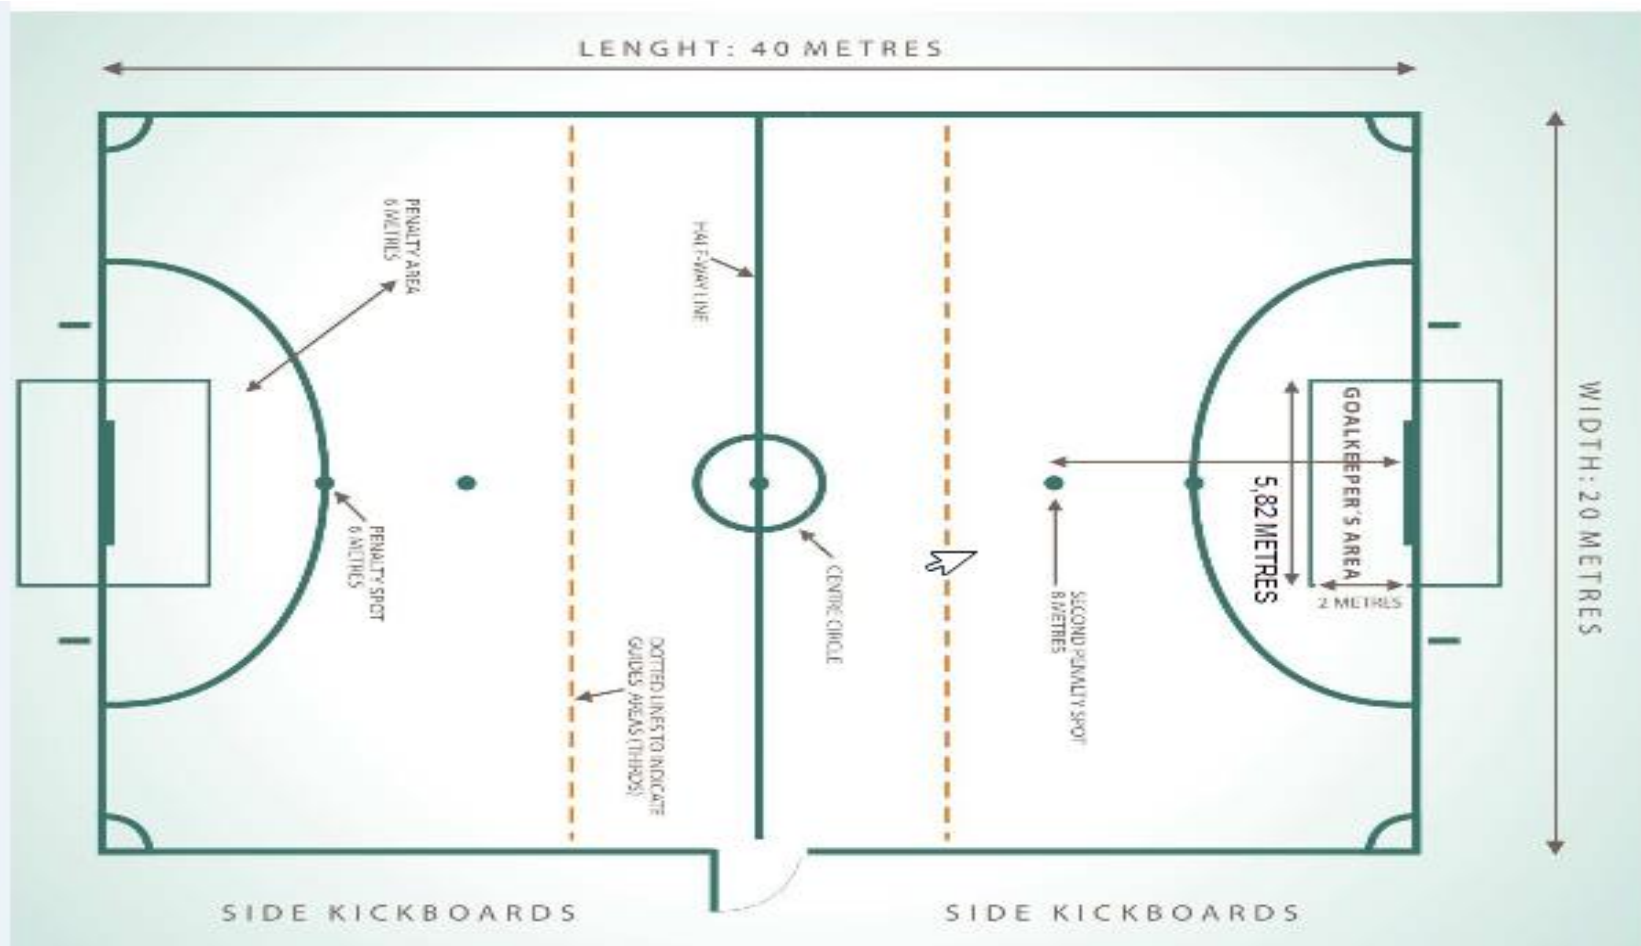 LENGHT: 40 METRES
PENALTY AREA
6 METRES
HALF-WAY LINE
GOALKEEPER'S AREA
5,82 METRES
2 METRES
WIDTH: 20 METRES
PENALTY SPOT
6 METRES
CENTRE CIRCLE
SECOND PENALTY SPOT
8 METRES
DOTTED LINES TO INDICATE
GUIDES AREAS (THIRDS)
SIDE KICKBOARDS
SIDE KICKBOARDS